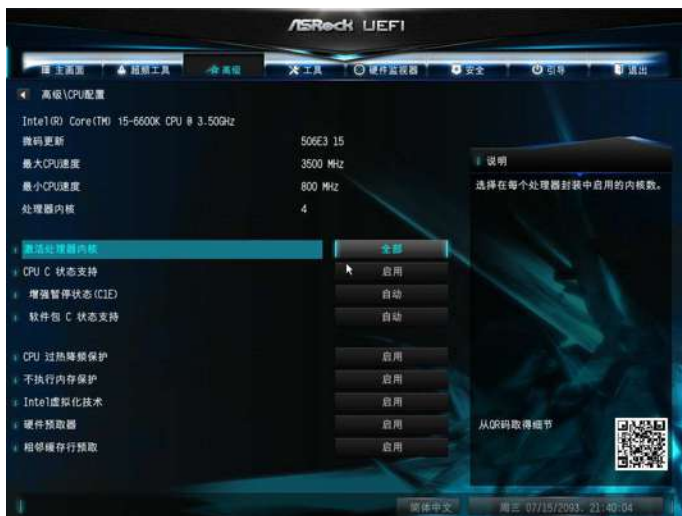 ASRock UEFI
主画面 超频工具 高级 工具 硬件监视器 安全 引导 退出
高级\CPU配置
Intel(R) Core(TM) i5-6600K CPU @ 3.50GHz
微码更新 506E3 15
最大CPU速度 3500 MHz
最小CPU速度 800 MHz
处理器内核 4
激活处理器内核 全部
CPU C 状态支持 启用
增强暂停状态(C1E) 自动
软件包 C 状态支持 自动
CPU 过热降频保护 启用
不执行内存保护 启用
Intel虚拟化技术 启用
硬件预取器 启用
相邻缓存行预取 启用
说明
选择在每个处理器封装中启用的内核数。
从QR码取得细节
简体中文 周三 07/15/2093. 21:40:04